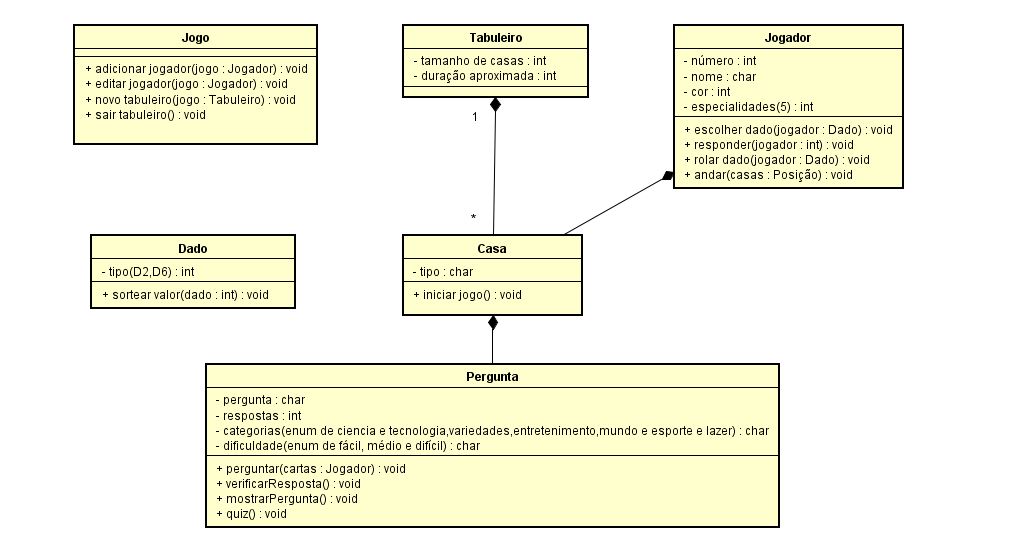 Jogo
+ adicionar jogador(jogo : Jogador) : void
+ editar jogador(jogo : Jogador) : void
+ novo tabuleiro(jogo : Tabuleiro) : void
+ sair tabuleiro() : void
Tabuleiro
- tamanho de casas : int
- duração aproximada : int
Jogador
- número : int
- nome : char
- cor : int
- especialidades(5) : int
+ escolher dado(jogador : Dado) : void
+ responder(jogador : int) : void
+ rolar dado(jogador : Dado) : void
+ andar(casas : Posição) : void
1
*
Dado
- tipo(D2,D6) : int
+ sortear valor(dado : int) : void
Casa
- tipo : char
+ iniciar jogo() : void
Pergunta
- pergunta : char
- respostas : int
- categorias(enum de ciencia e tecnologia,variedades,entretenimento,mundo e esporte e lazer) : char
- dificuldade(enum de fácil, médio e difícil) : char
+ perguntar(cartas : Jogador) : void
+ verificarResposta() : void
+ mostrarPergunta() : void
+ quiz() : void